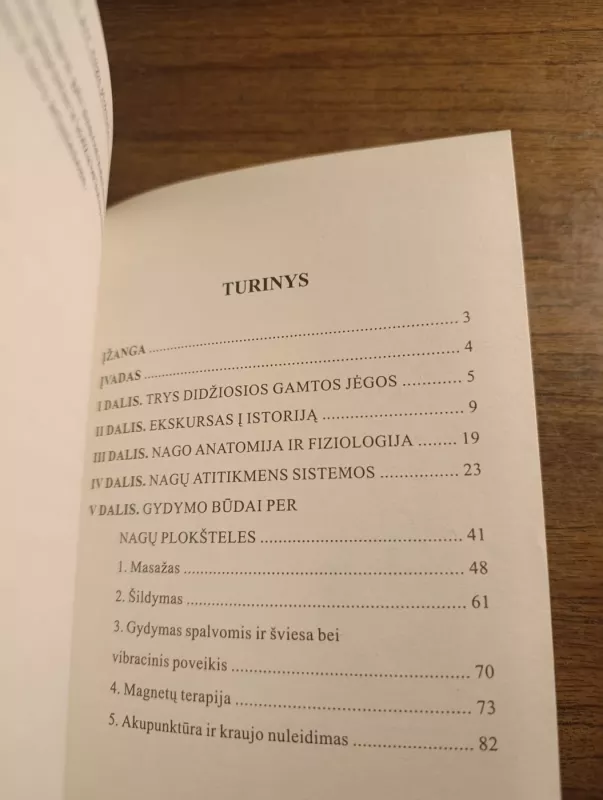 TURINYS
ĮŽANGA 3
ĮVADAS 4
I DALIS. TRYS DIDŽIOSIOS GAMTOS JĖGOS 5
II DALIS. EKSKURSAS Į ISTORIJĄ 9
III DALIS. NAGO ANATOMIJA IR FIZIOLOGIJA 19
IV DALIS. NAGŲ ATITIKMENS SISTEMOS 23
V DALIS. GYDYMO BŪDAI PER
NAGŲ PLOKŠTELES 41
1. Masažas 48
2. Šildymas 61
3. Gydymas spalvomis ir šviesa bei
vibracinis poveikis 70
4. Magnetų terapija 73
5. Akupunktūra ir kraujo nuleidimas 82